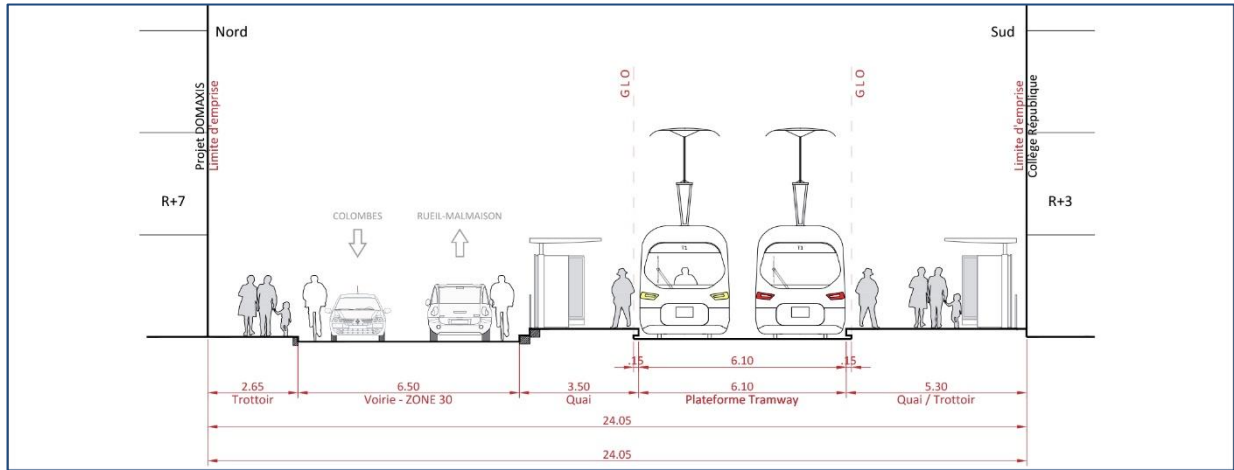 Nord
Sud
GLO
GLO
Projet DOMAXIS
Limite d'emprise
Limite d'emprise
Collège République
R+7
R+3
COLOMBES
RUEIL-MALMAISON
.15
6.10
.15
2.65
6.50
3.50
6.10
5.30
Trottoir
Voirie - ZONE 30
Quai
Plateforme Tramway
Quai / Trottoir
24.05
24.05